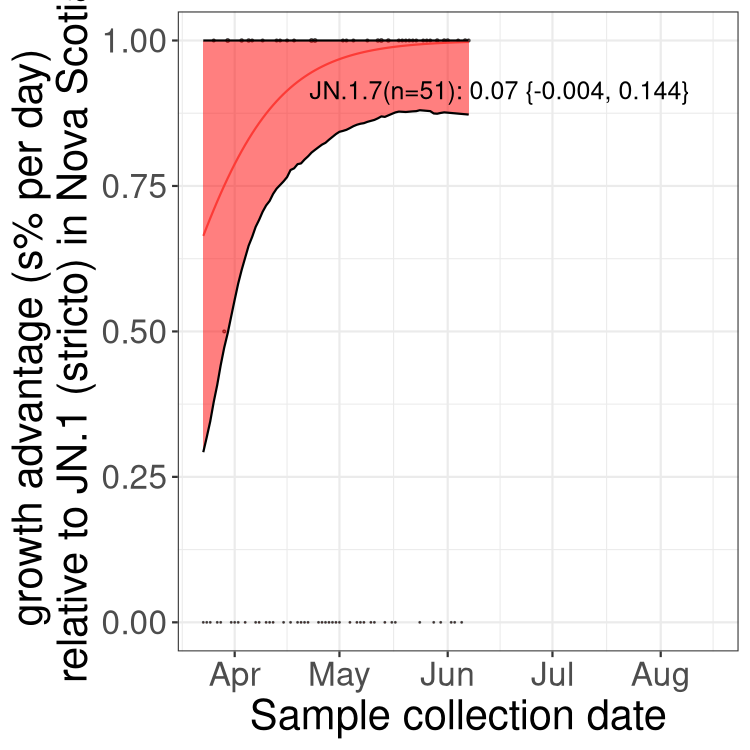 growth advantage (s% per day)
relative to JN.1 (stricto) in Nova Scotia
1.00
0.75
0.50
0.25
0.00
JN.1.7(n=51): 0.07 {-0.004, 0.144}
Apr May Jun Jul Aug
Sample collection date